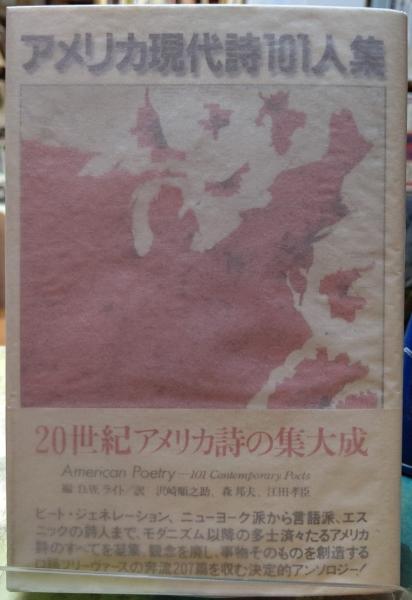 アメリカ現代詩101人集
20世紀アメリカ詩の集大成
American Poetry—101 Contemporary Poets
編 D.W.ライト/訳 沢崎順之助、森 邦夫、江田孝臣
ビート・ジェネレーション、ニューヨーク派から言語派、エス
ニックの詩人まで、モダニズム以降の多士済々たるアメリカ
詩のすべてを凝集。観念を廃し、事物そのものを創造する
口語フリーヴァースの奔流207篇を収む決定的アンソロジー!